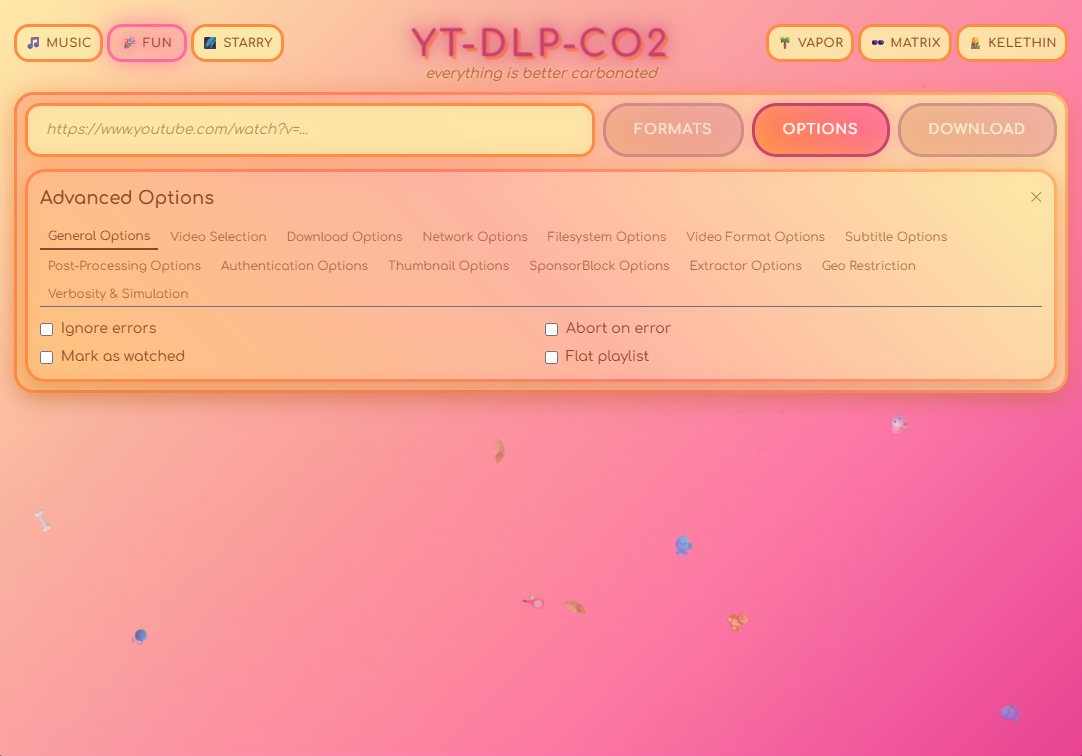 MUSIC FUN STARRY YT-DLP-CO2 VAPOR MATRIX KELETHIN
everything is better carbonated
https://www.youtube.com/watch?v=... FORMATS OPTIONS DOWNLOAD
Advanced Options
General Options Video Selection Download Options Network Options Filesystem Options Video Format Options Subtitle Options
Post-Processing Options Authentication Options Thumbnail Options SponsorBlock Options Extractor Options Geo Restriction
Verbosity & Simulation
Ignore errors Abort on error
Mark as watched Flat playlist